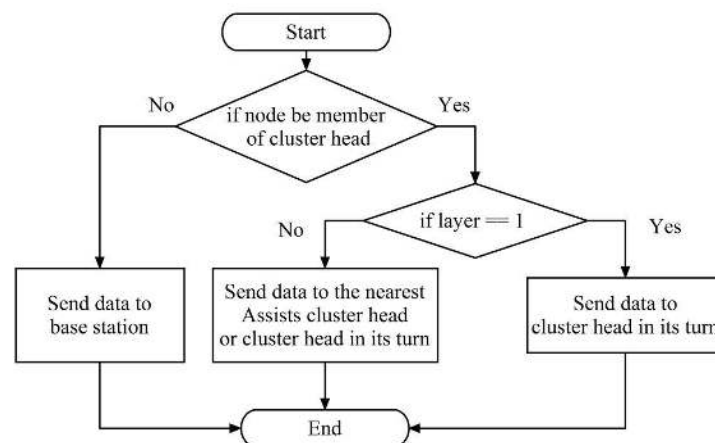 Start
No
Yes
if node be member
of cluster head
if layer == 1
No
Yes
Send data to
base station
Send data to the nearest
Assists cluster head
or cluster head in its turn
Send data to
cluster head in its turn
End